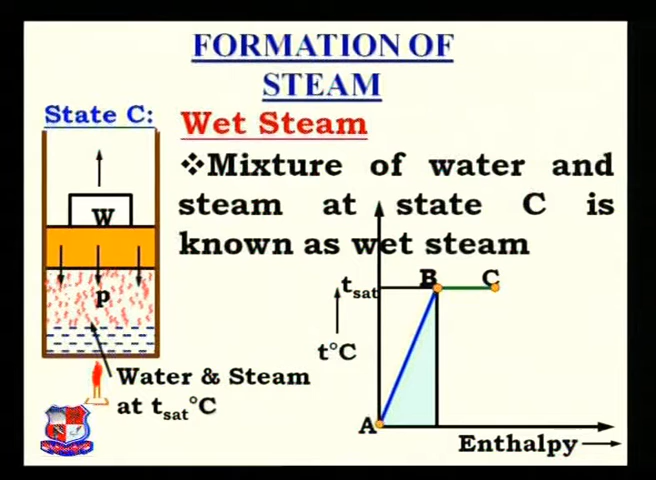 FORMATION OF
STEAM
State C:
Wet Steam
❖Mixture of water and
steam at state C is
known as wet steam
W
p
Water & Steam
at tsat°C
tsat
B
C
t°C
A
Enthalpy